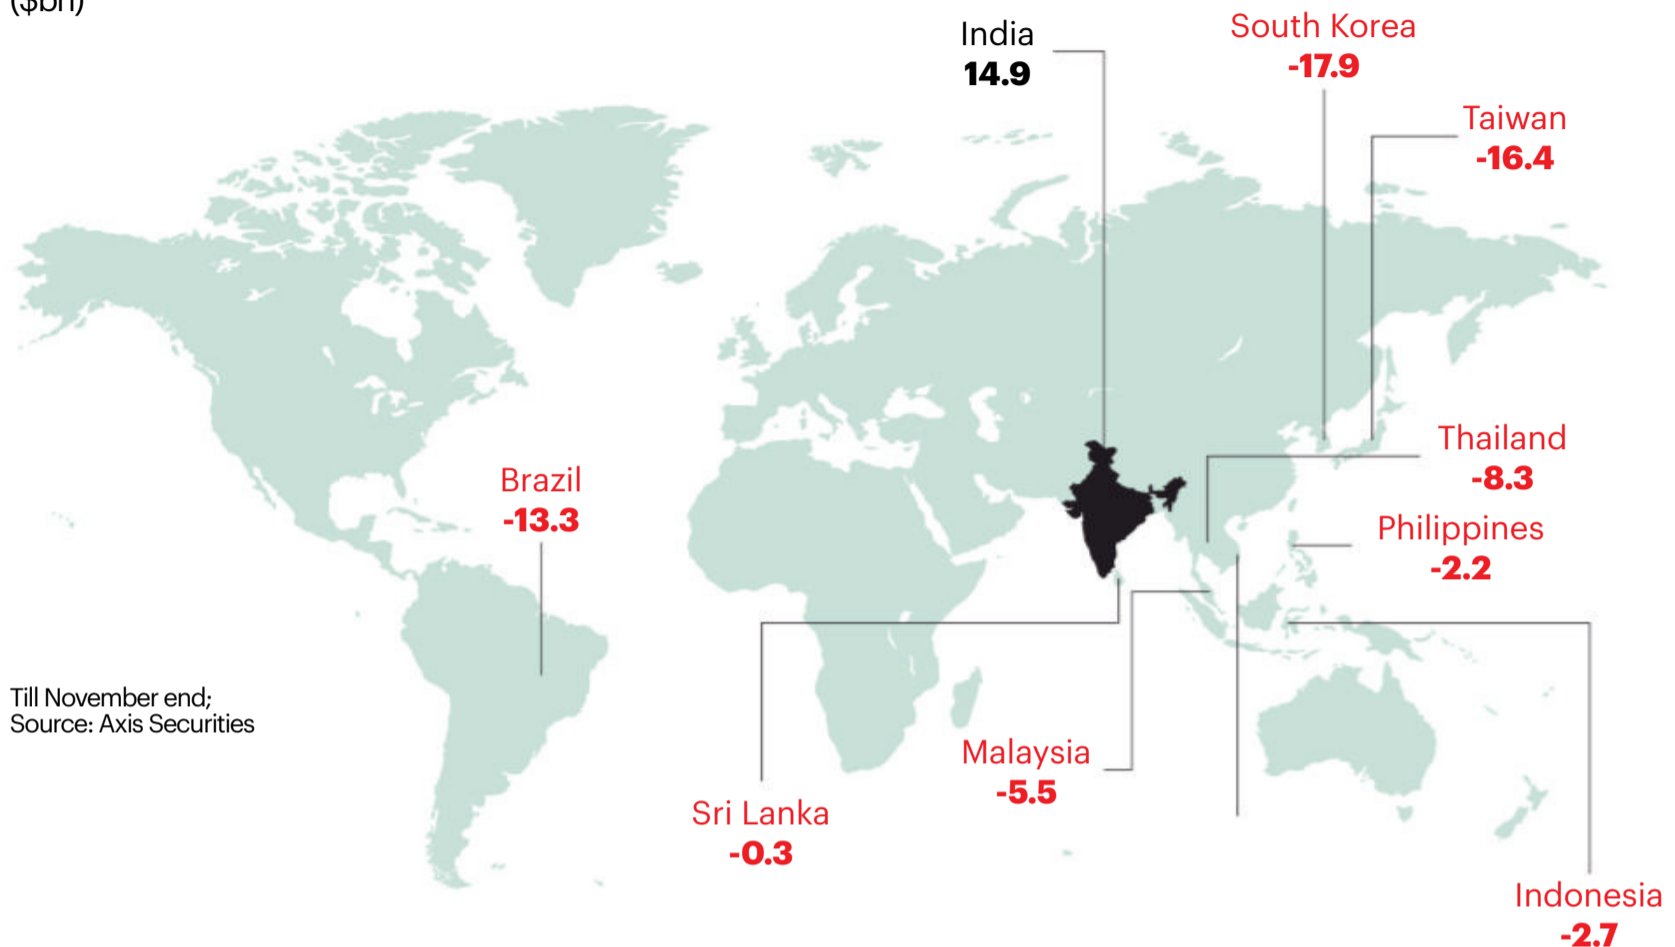 ($bn)
India
14.9
South Korea
-17.9
Taiwan
-16.4
Thailand
-8.3
Brazil
-13.3
Philippines
-2.2
Till November end;
Source: Axis Securities
Malaysia
-5.5
Sri Lanka
-0.3
Indonesia
-2.7